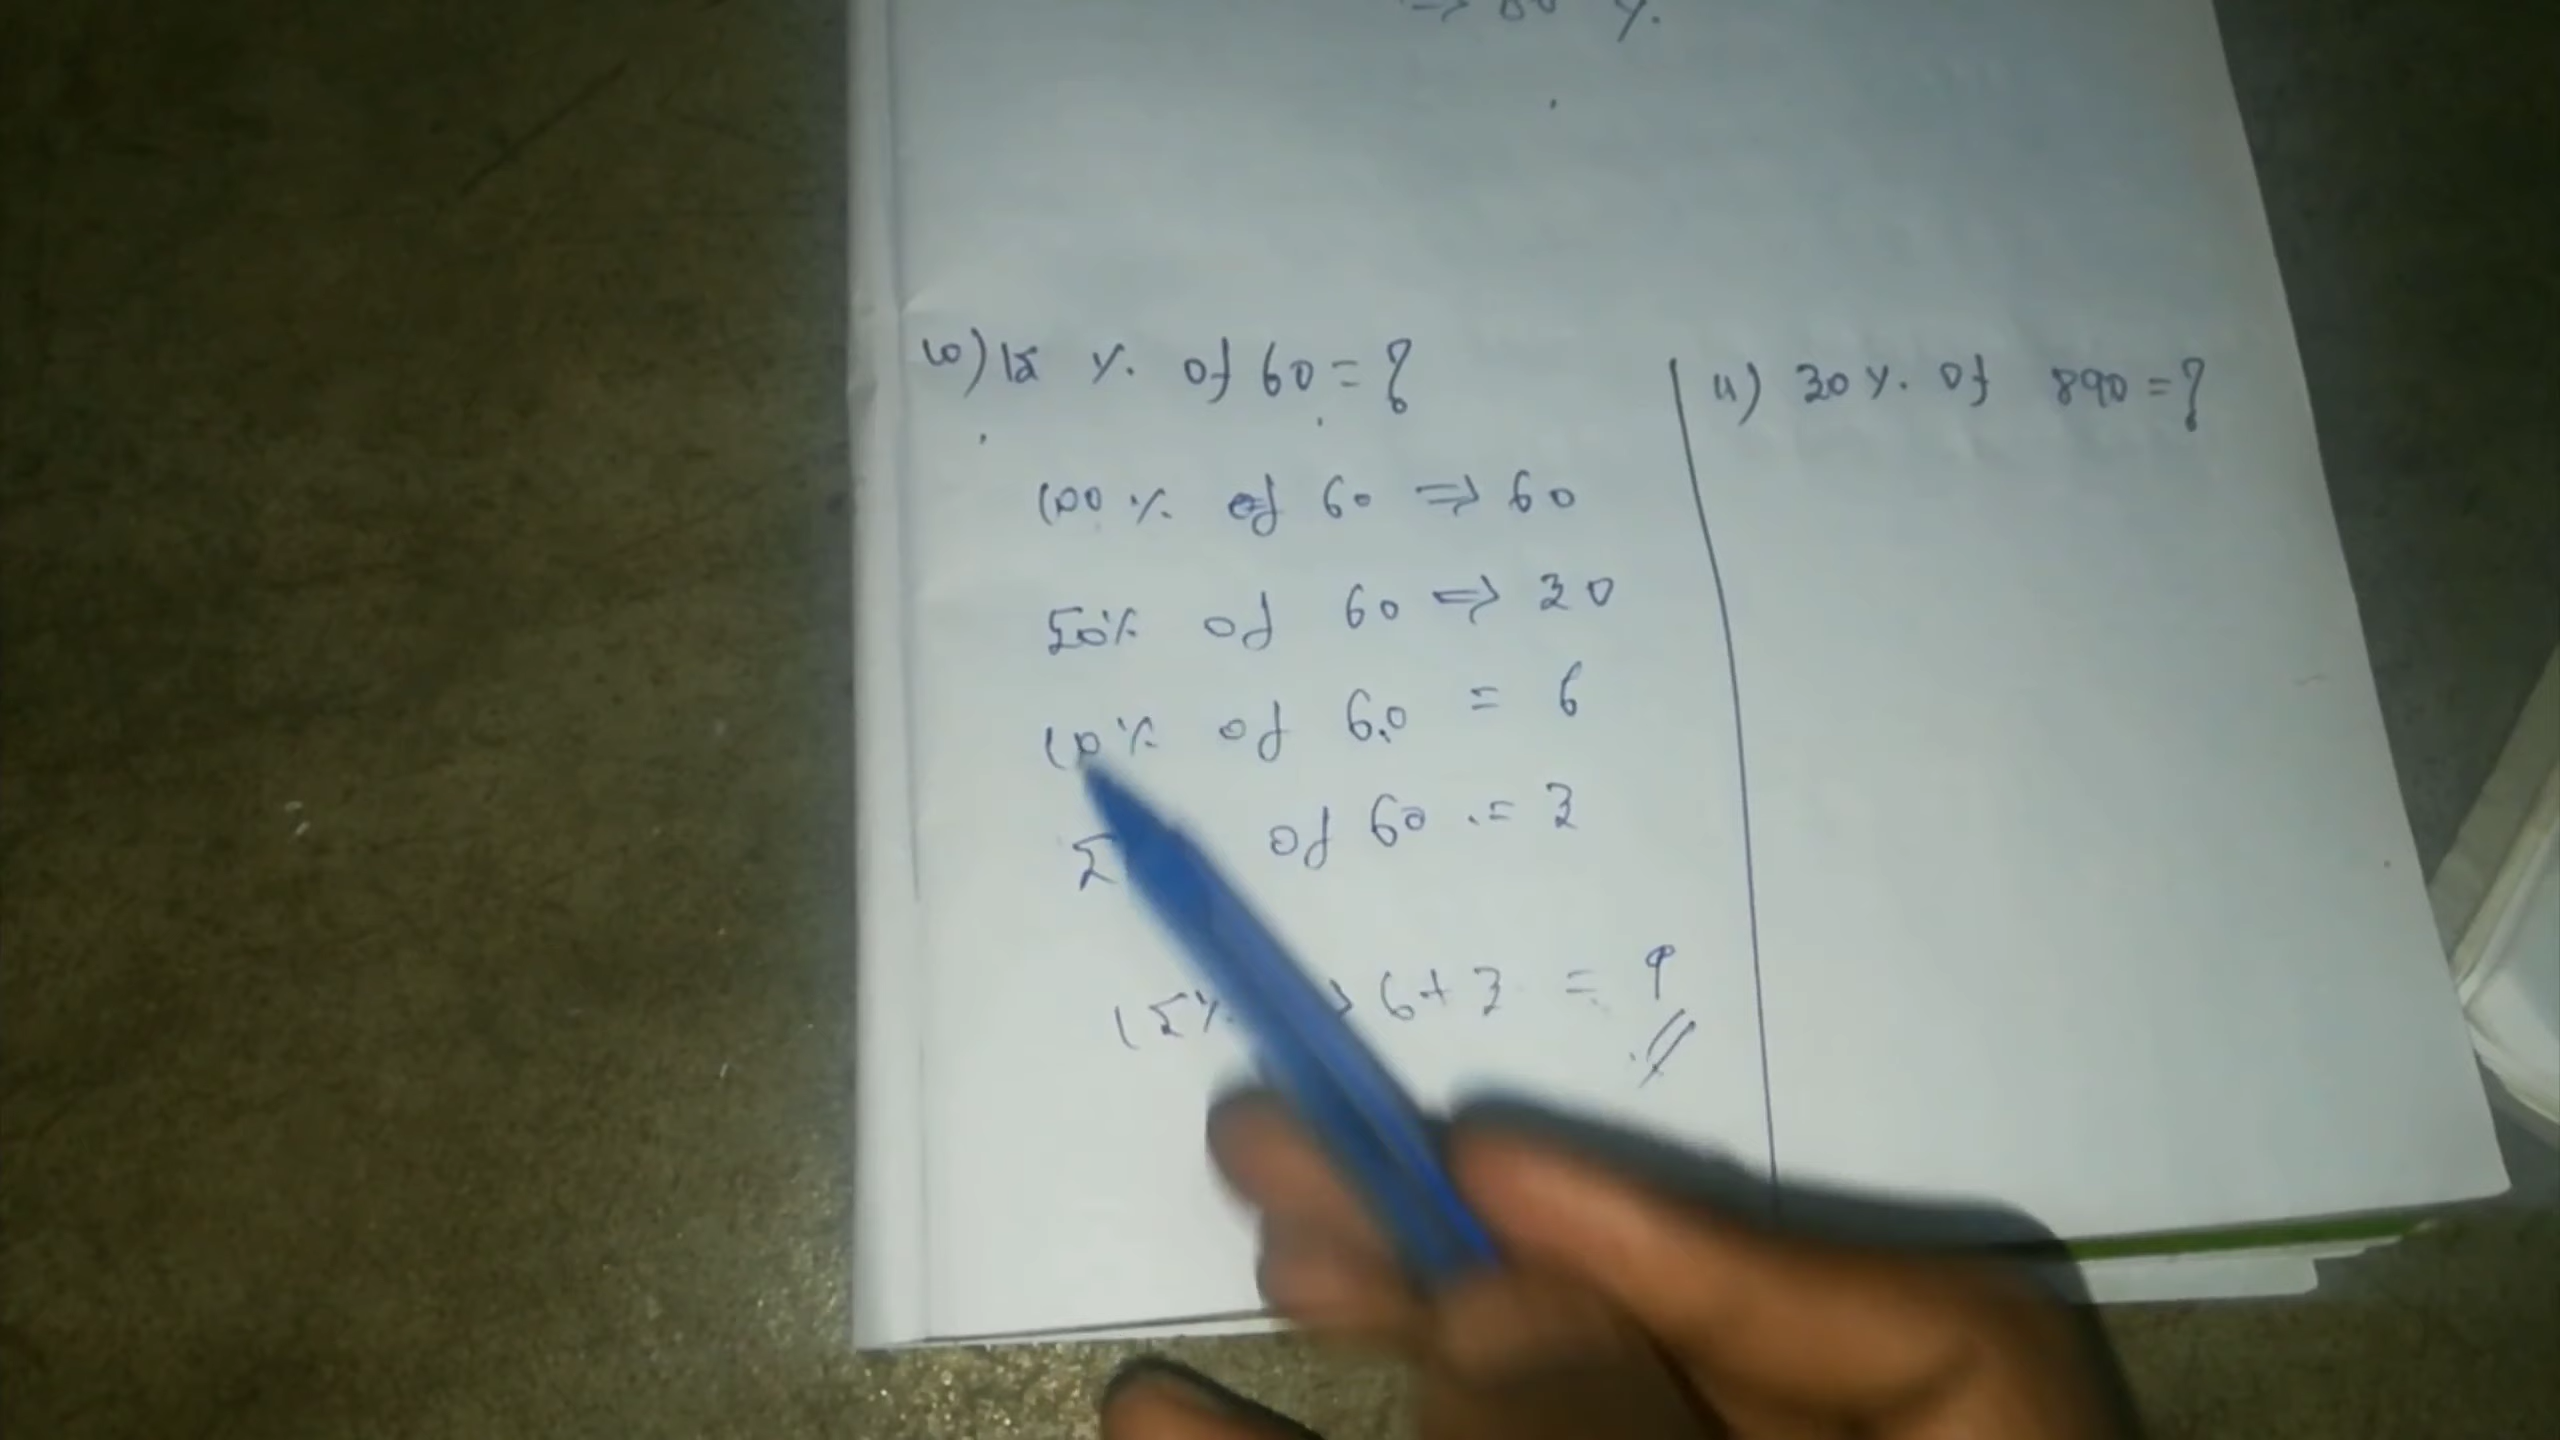 10) 15 % of 60 = ?
100 % of 60 ⇒ 60
50% of 60 ⇒ 30
10% of 60 = 6
5 of 60 = 3
15% 6+3 = 9
11) 30 % of 890 = ?